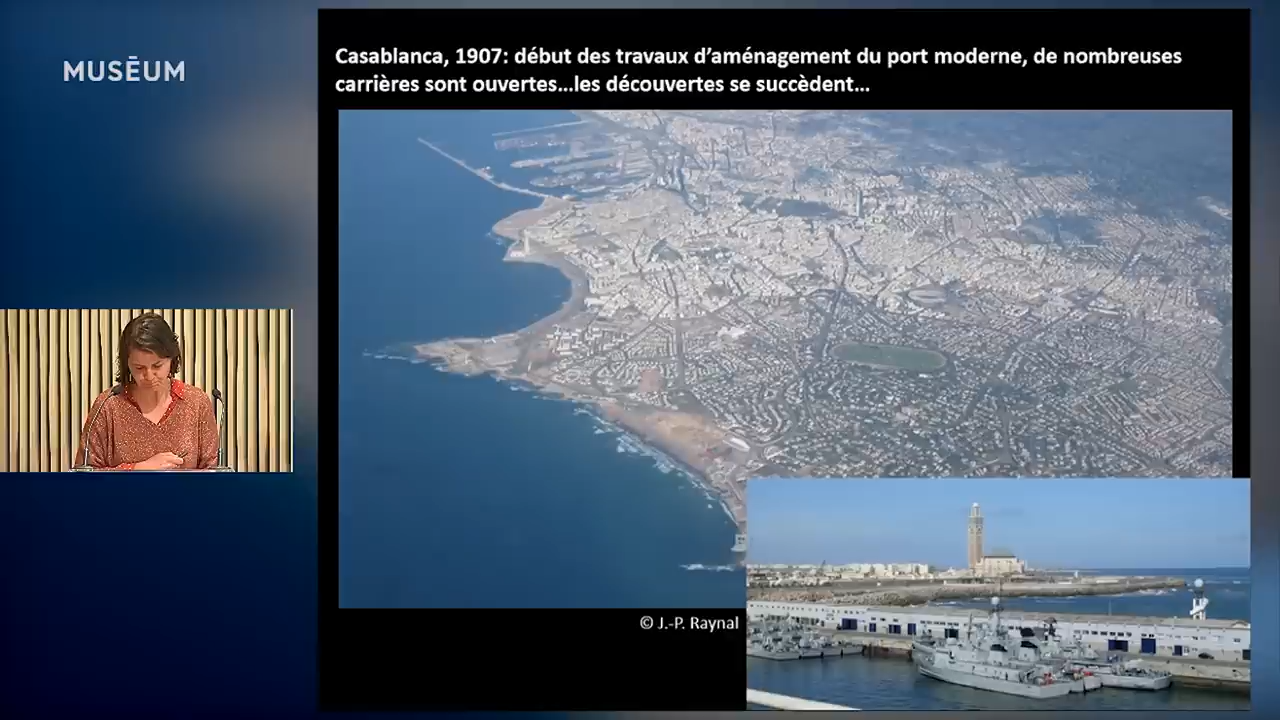 MUSĒUM
Casablanca, 1907: début des travaux d’aménagement du port moderne, de nombreuses
carrières sont ouvertes…les découvertes se succèdent…
© J.-P. Raynal